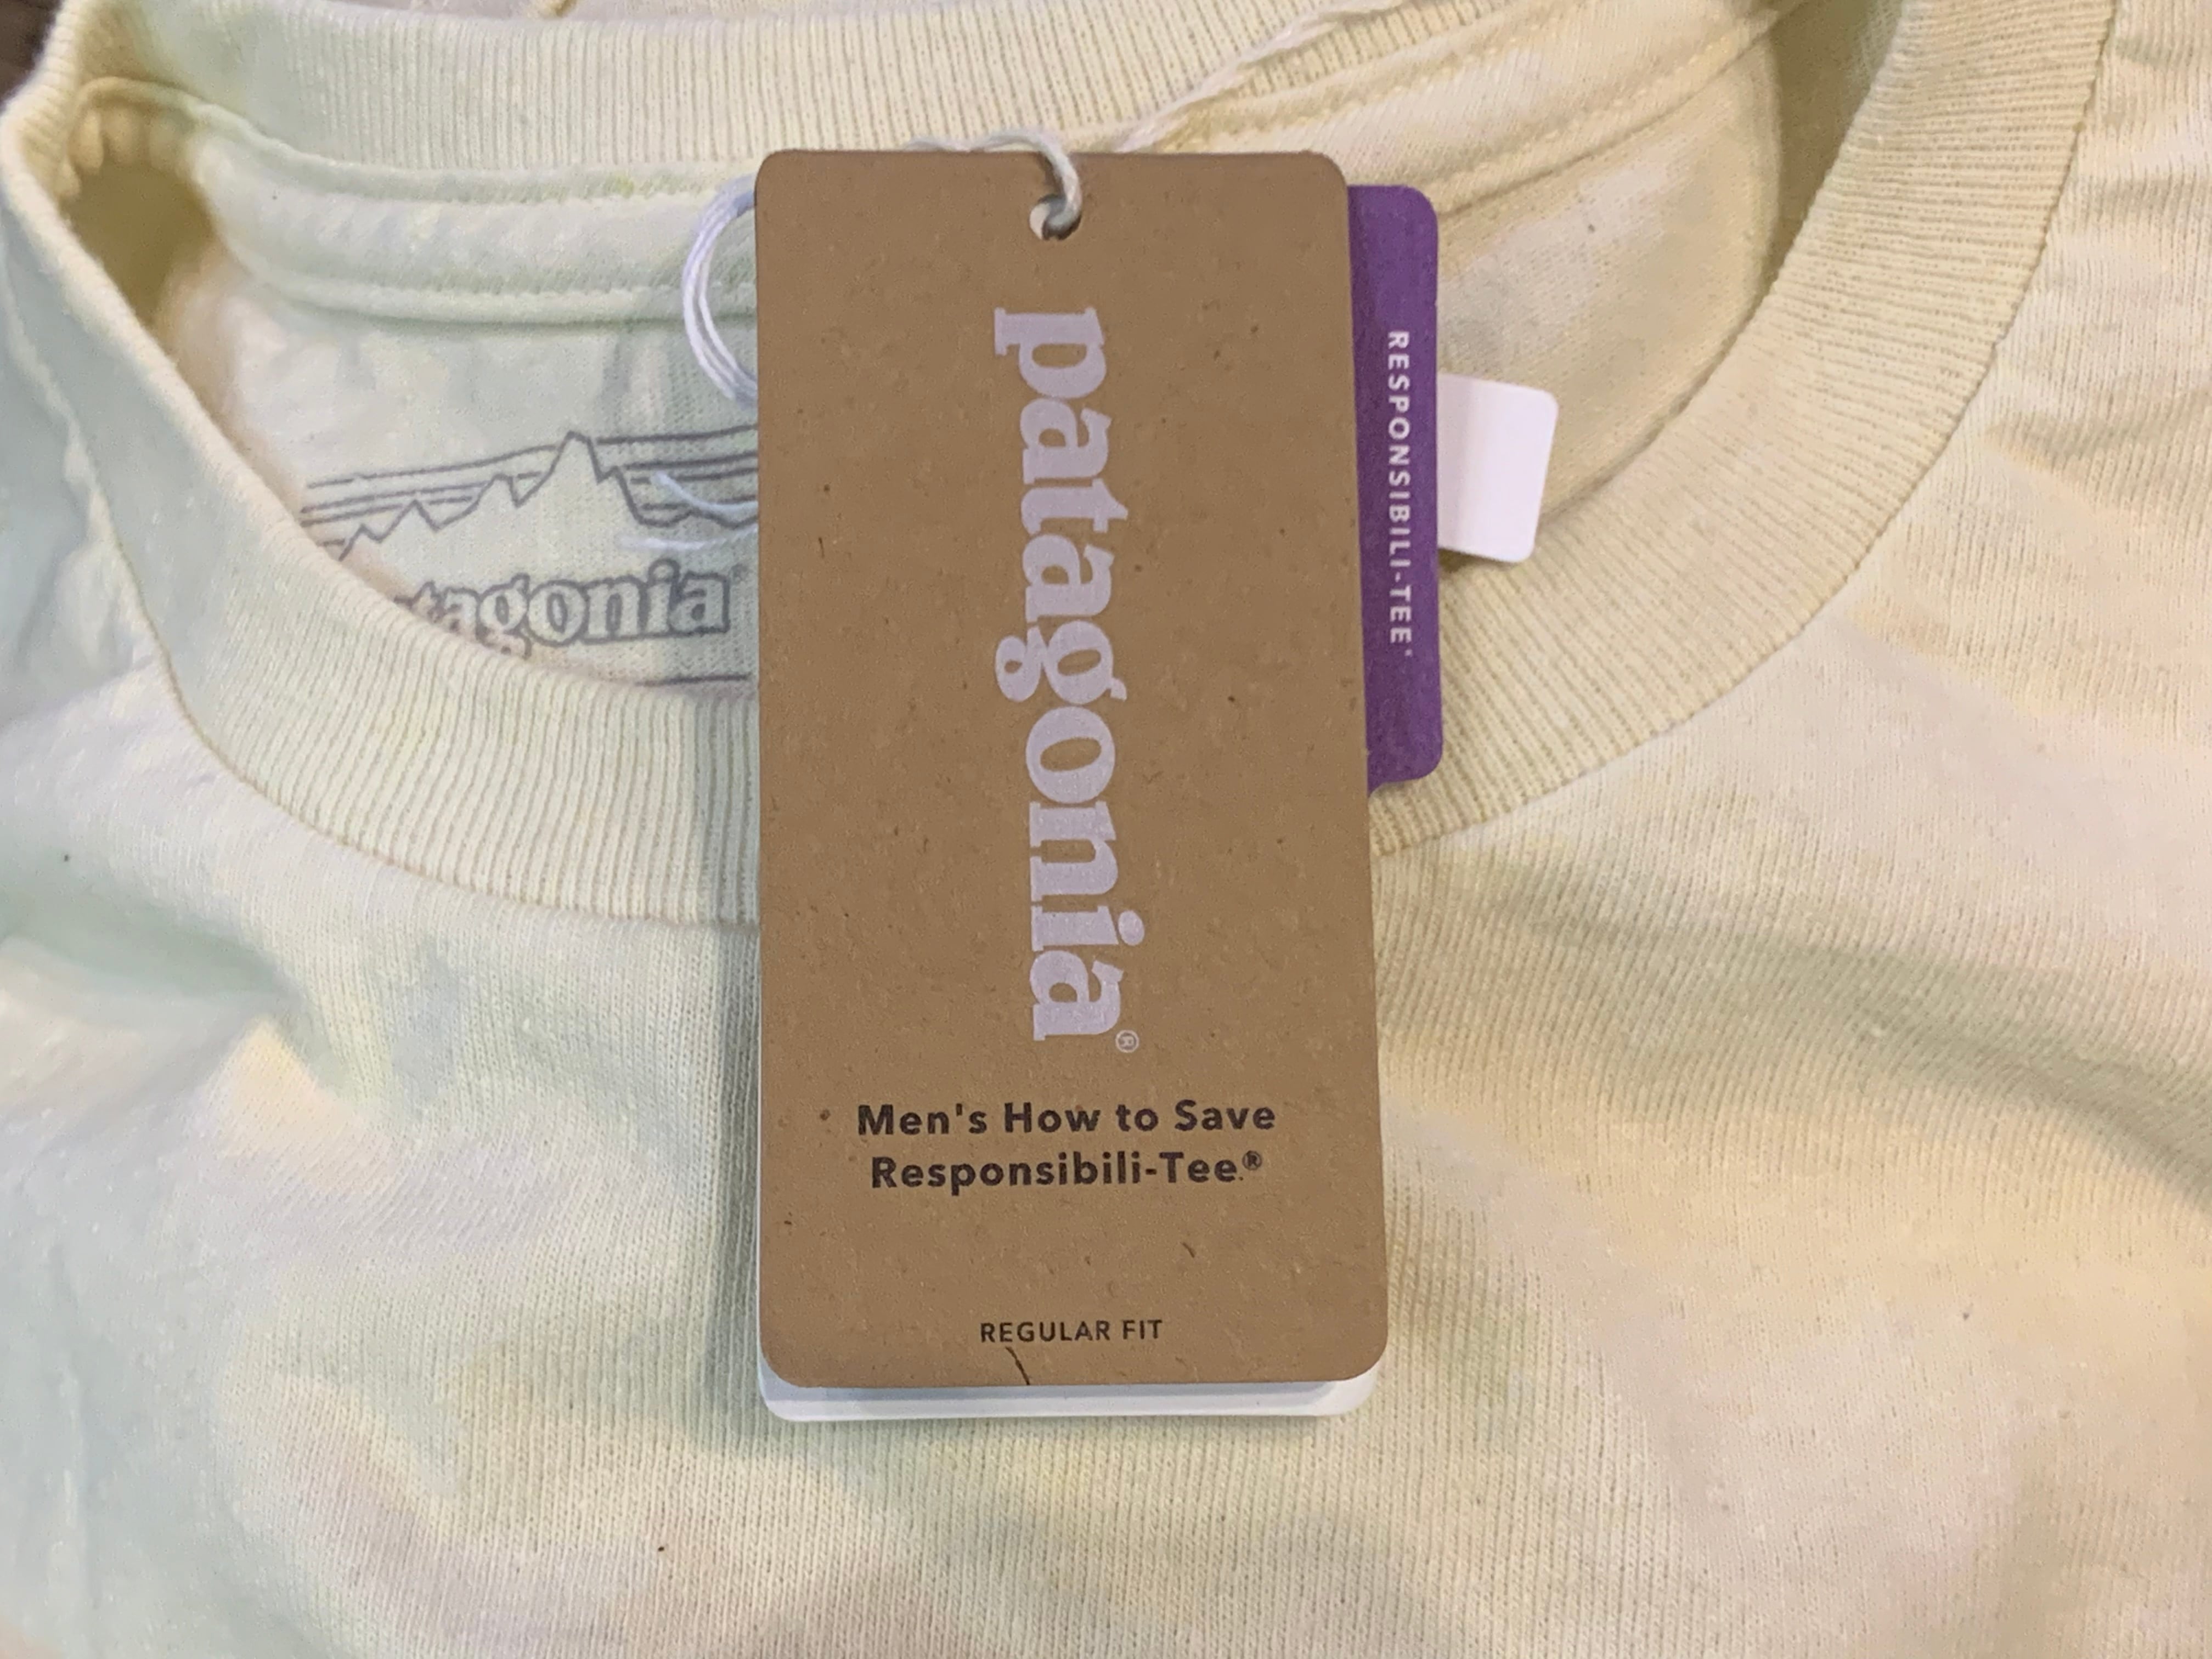 patagonia®
Men's How to Save
Responsibili-Tee®
REGULAR FIT
RESPONSIBILI-TEE®
tagonia